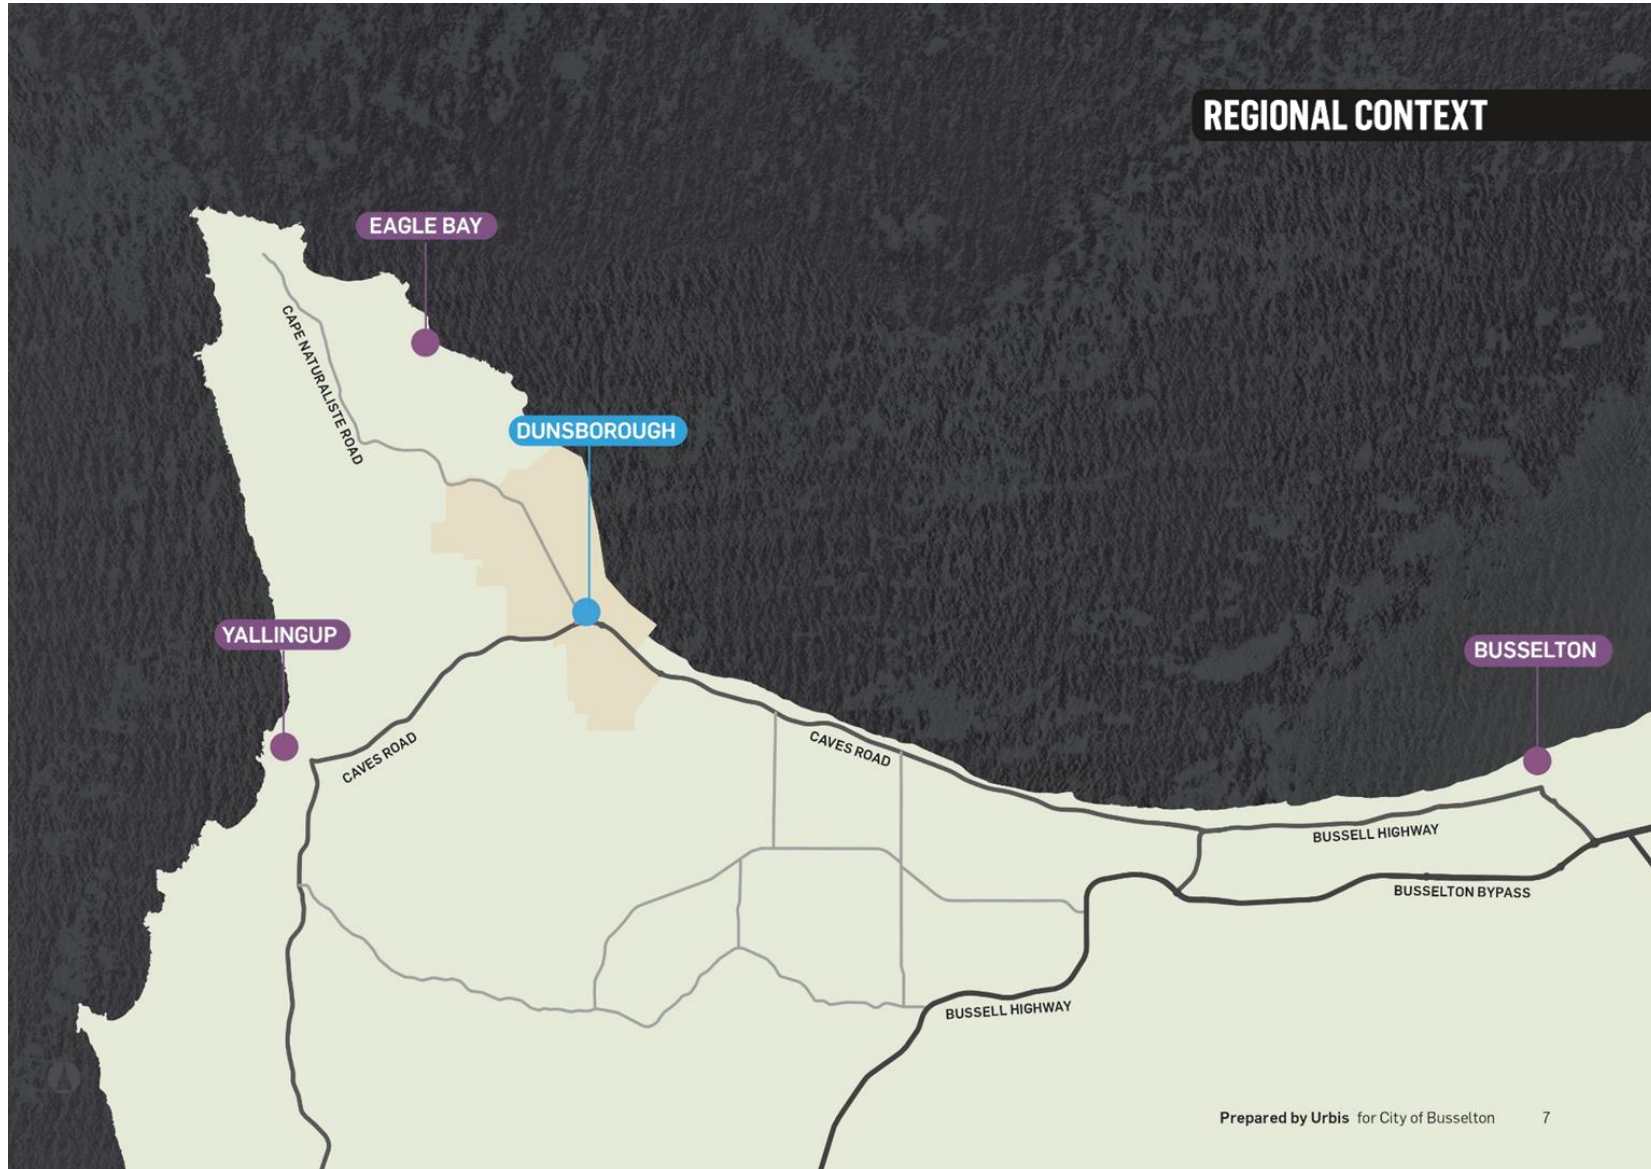 REGIONAL CONTEXT
EAGLE BAY
CAPE NATURALISTE ROAD
DUNSBOROUGH
YALLINGUP
BUSSELTON
CAVES ROAD
CAVES ROAD
BUSSELL HIGHWAY
BUSSELTON BYPASS
BUSSELL HIGHWAY
Prepared by Urbis for City of Busselton 7